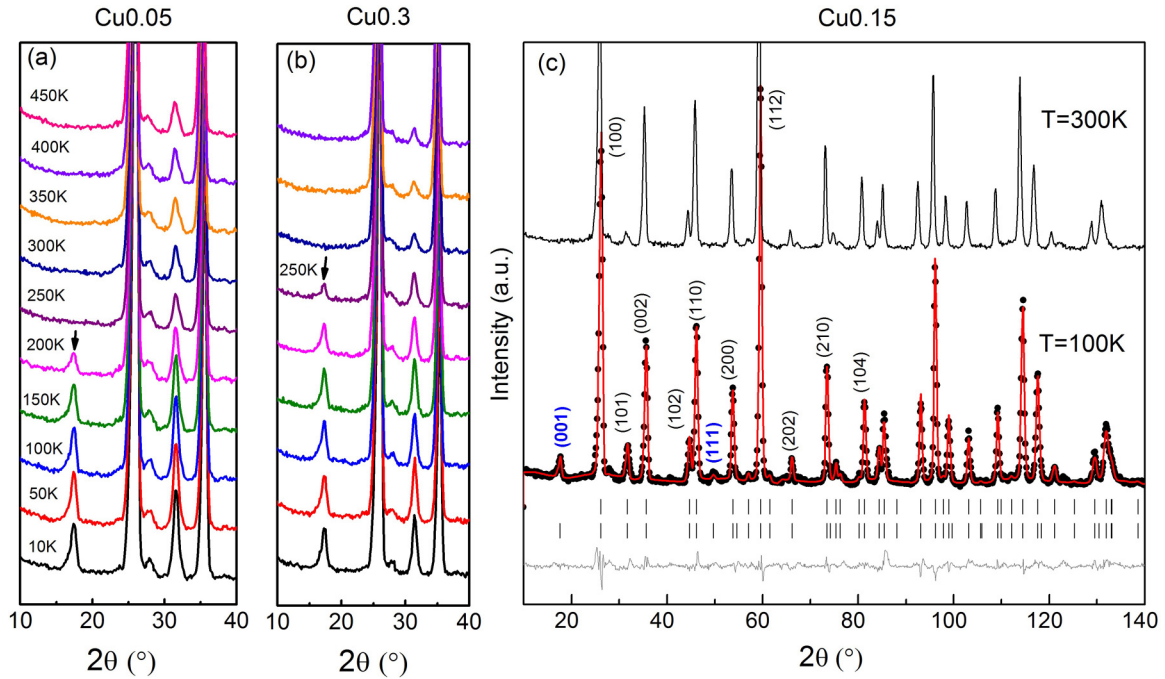 Cu0.05
Cu0.3
Cu0.15
(a)
450K
400K
350K
300K
250K
200K
150K
100K
50K
10K
10 20 30 40
2θ (°)
(b)
250K
10 20 30 40
2θ (°)
(c)
T=300K
T=100K
Intensity (a.u.)
(001)
(100)
(101)
(002)
(102)
(110)
(111)
(200)
(112)
(202)
(210)
(104)
20 40 60 80 100 120 140
2θ (°)